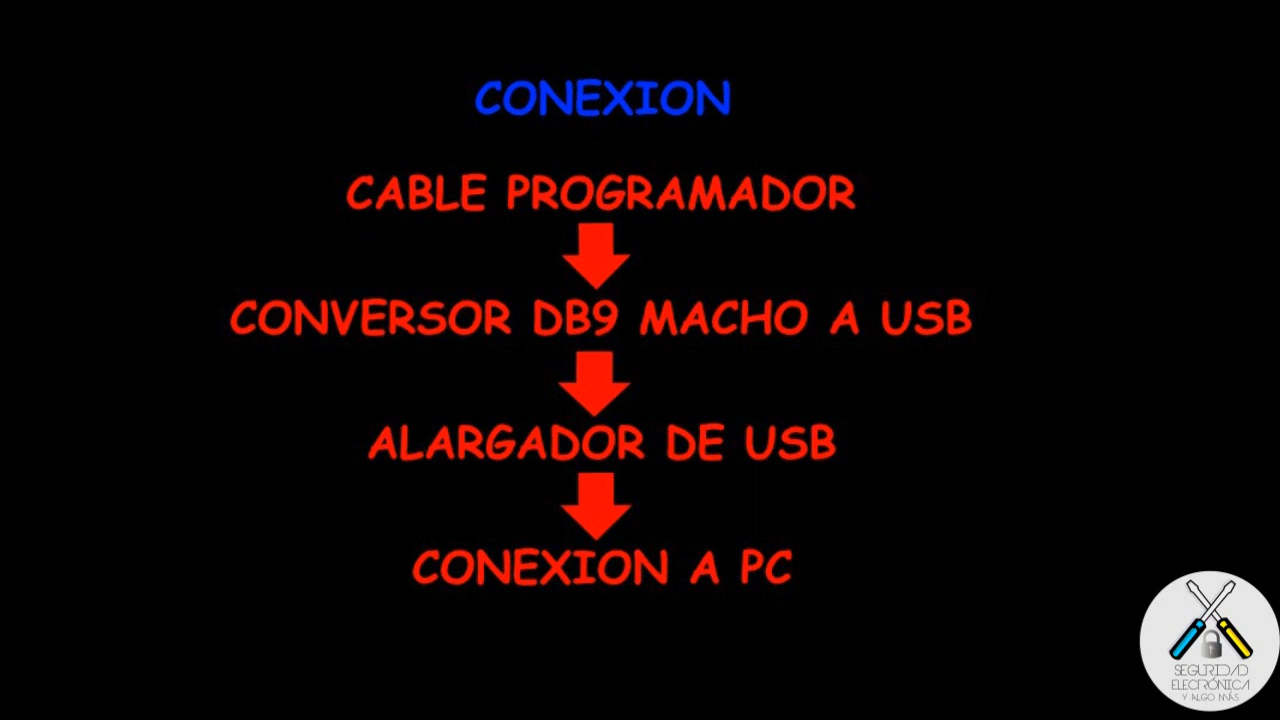 CONEXION
CABLE PROGRAMADOR
CONVERSOR DB9 MACHO A USB
ALARGADOR DE USB
CONEXION A PC
SEGURIDAD
ELECTRÓNICA
Y ALGO MÁS